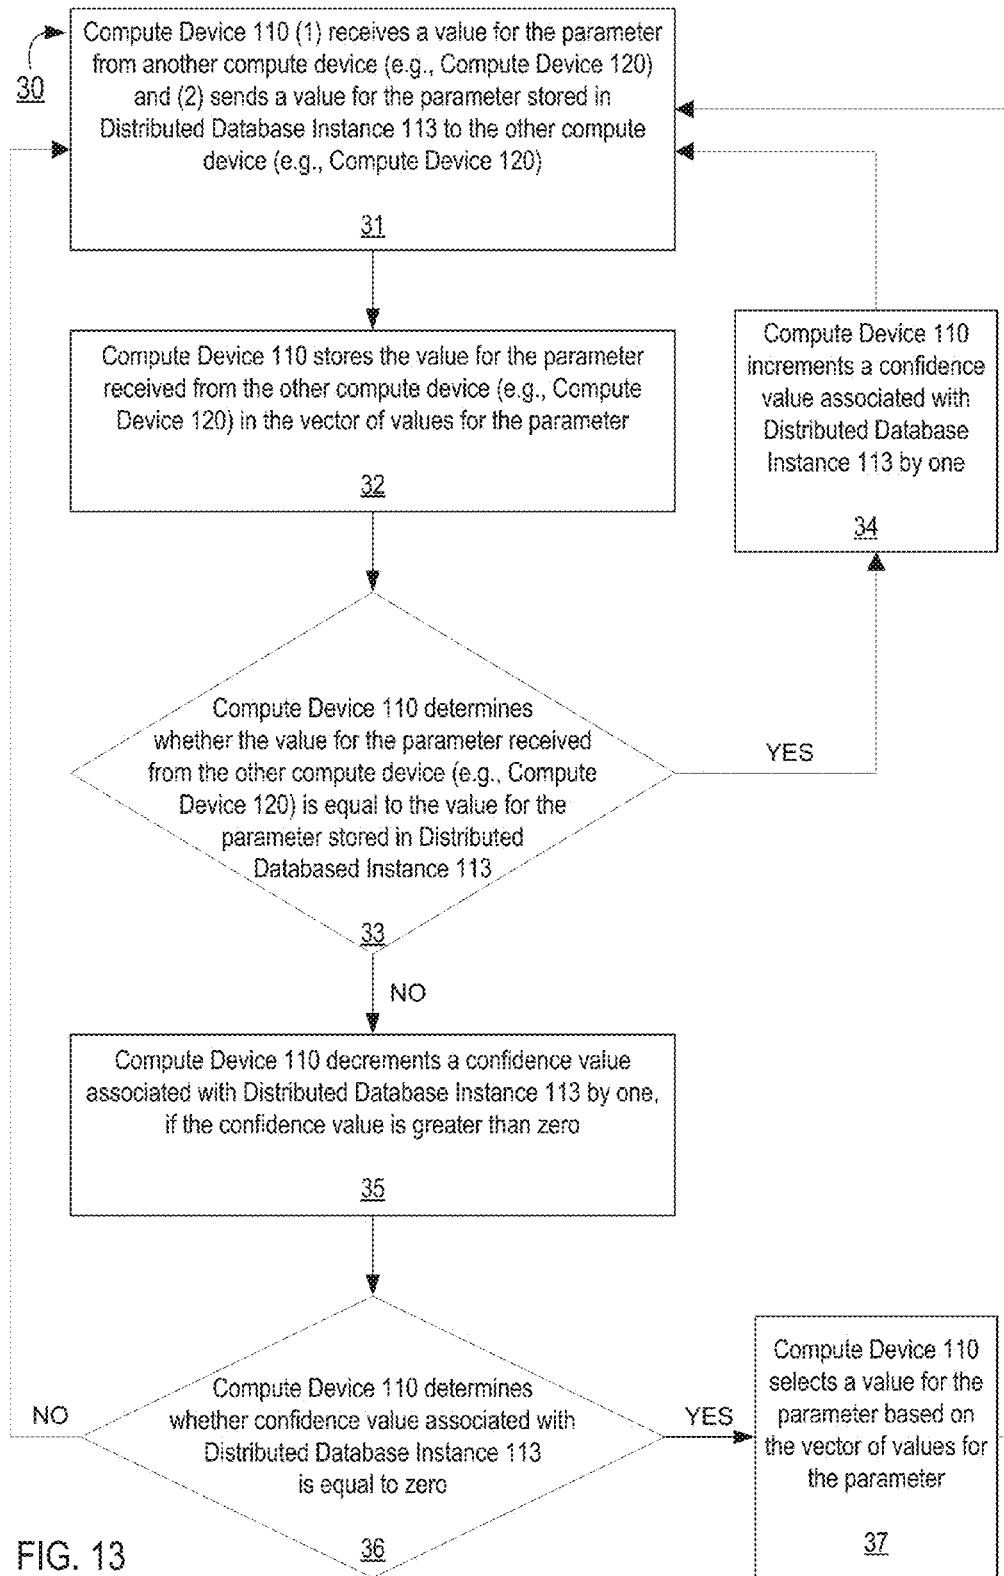 30
Compute Device 110 (1) receives a value for the parameter
from another compute device (e.g., Compute Device 120)
and (2) sends a value for the parameter stored in
Distributed Database Instance 113 to the other compute
device (e.g., Compute Device 120)
31
Compute Device 110 stores the value for the parameter
received from the other compute device (e.g., Compute
Device 120) in the vector of values for the parameter
32
Compute Device 110
increments a confidence
value associated with
Distributed Database
Instance 113 by one
34
Compute Device 110 determines
whether the value for the parameter received
from the other compute device (e.g., Compute
Device 120) is equal to the value for the
parameter stored in Distributed
Databased Instance 113
33
YES
NO
Compute Device 110 decrements a confidence value
associated with Distributed Database Instance 113 by one,
if the confidence value is greater than zero
35
NO
Compute Device 110 determines
whether confidence value associated with
Distributed Database Instance 113
is equal to zero
36
YES
Compute Device 110
selects a value for the
parameter based on
the vector of values for
the parameter
37
FIG. 13